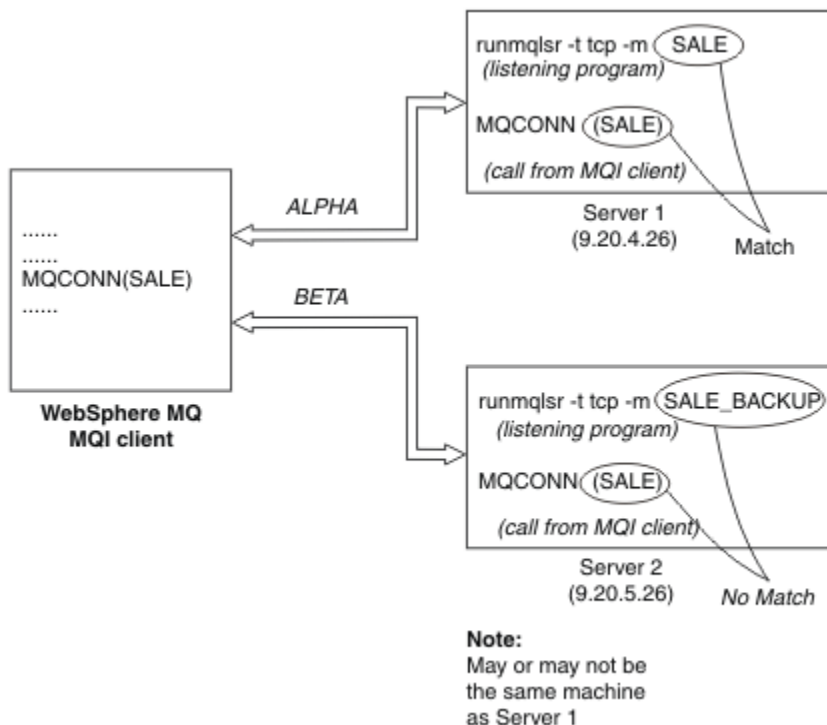 runmqlsr -t tcp -m SALE
(listening program)
MQCONN (SALE)
(call from MQI client)
Server 1
(9.20.4.26)
Match
ALPHA
......
......
MQCONN(SALE)
......
BETA
WebSphere MQ
MQI client
runmqlsr -t tcp -m SALE_BACKUP
(listening program)
MQCONN (SALE)
(call from MQI client)
Server 2
(9.20.5.26)
No Match
Note:
May or may not be
the same machine
as Server 1